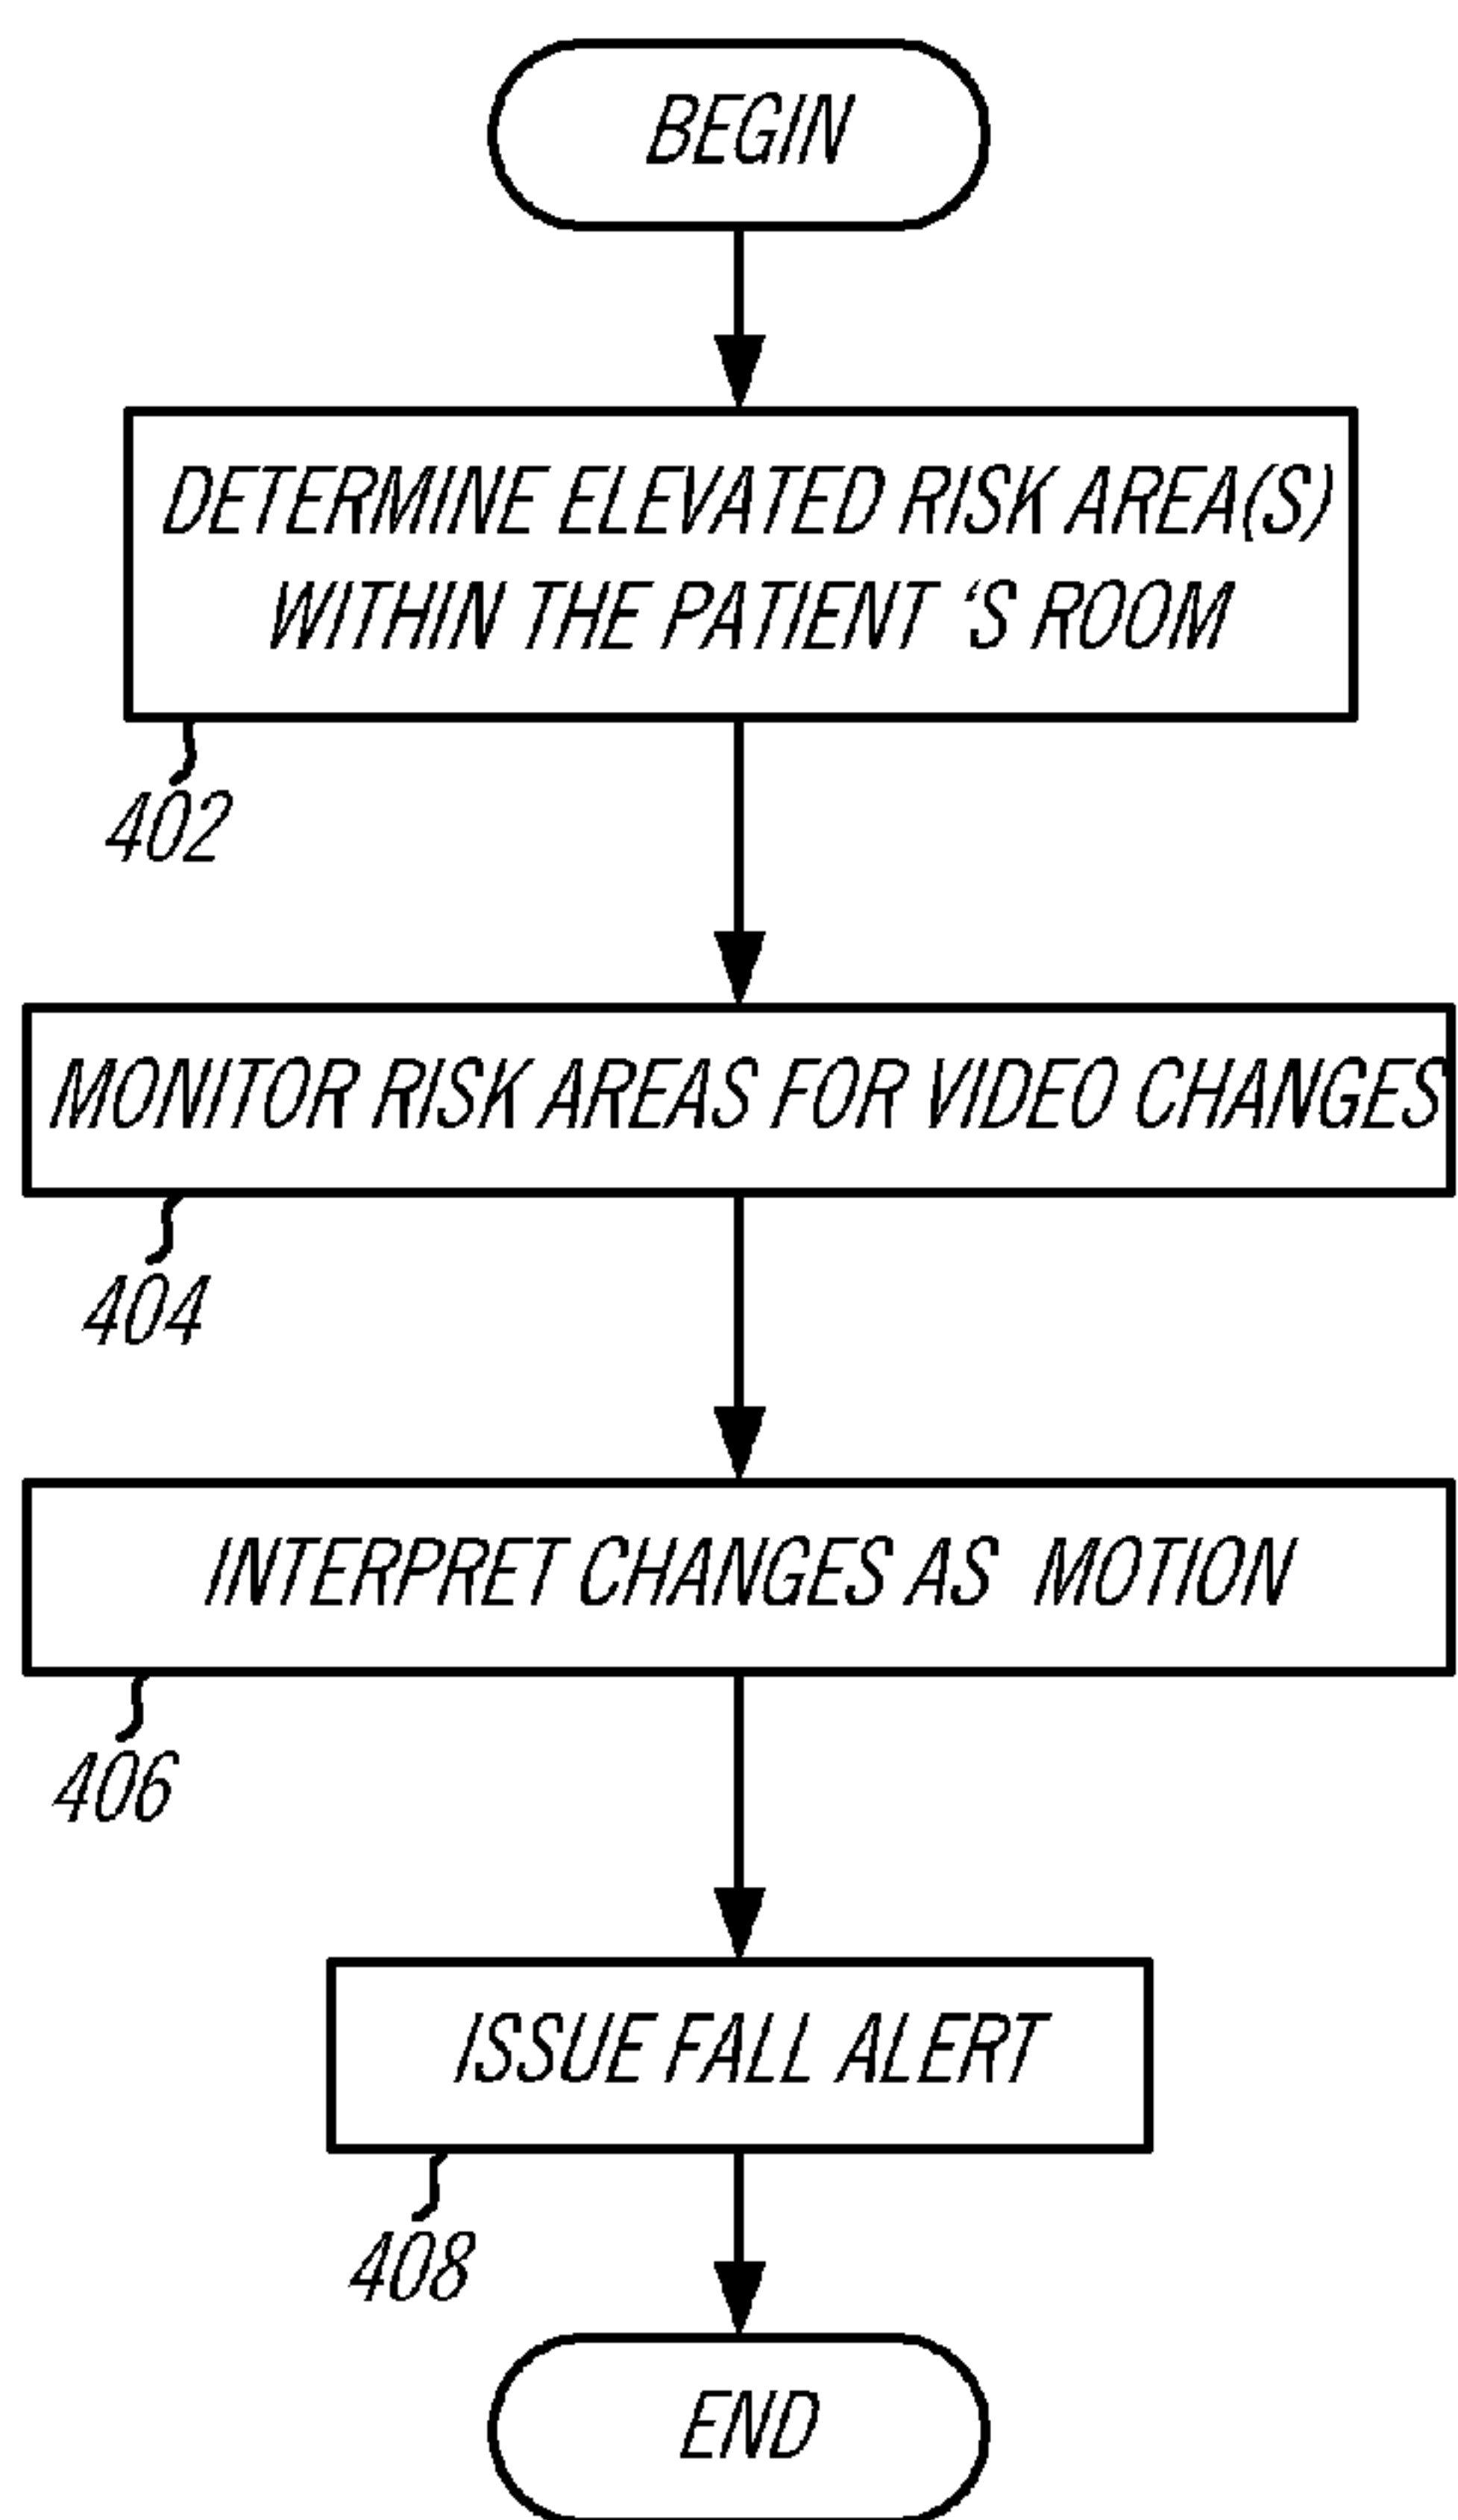 BEGIN
DETERMINE ELEVATED RISK AREA(S)
WITHIN THE PATIENT ‘S ROOM
402
MONITOR RISK AREAS FOR VIDEO CHANGES
404
INTERPRET CHANGES AS MOTION
406
ISSUE FALL ALERT
408
END